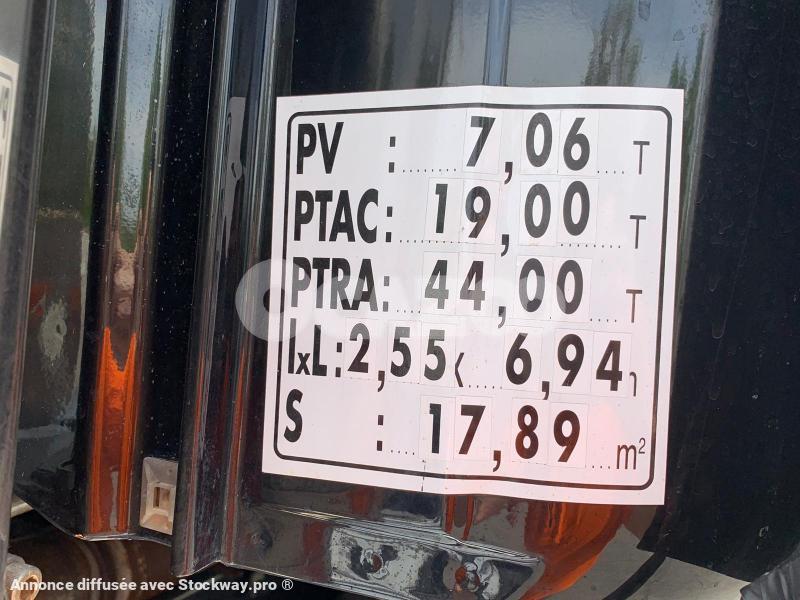 PV : 7,06 T
PTAC: 19,00 T
PTRA: 44,00 T
lxL: 2,55 x 6,94 m
S : 17,89 m²
Annonce diffusée avec Stockway.pro ®